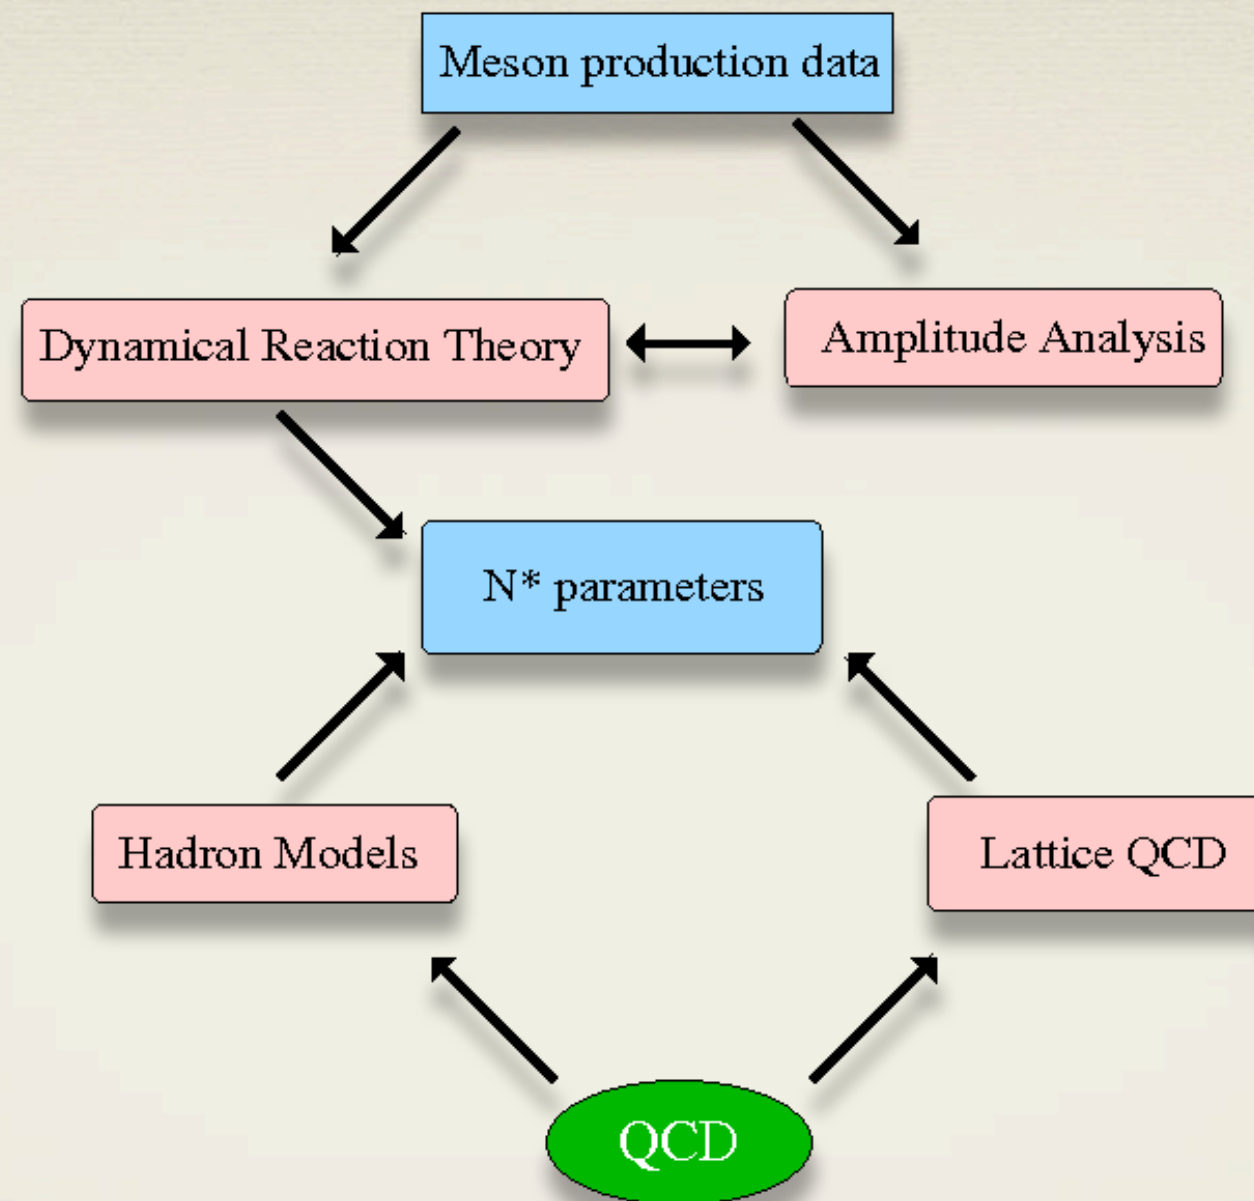 Meson production data
Dynamical Reaction Theory
Amplitude Analysis
N* parameters
Hadron Models
Lattice QCD
QCD